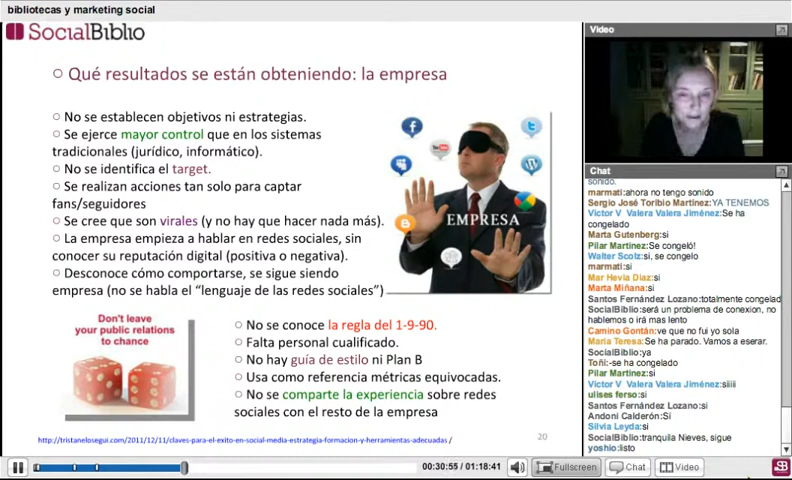 bibliotecas y marketing social
SocialBiblio
Qué resultados se están obteniendo: la empresa
No se establecen objetivos ni estrategias.
Se ejerce mayor control que en los sistemas
tradicionales (jurídico, informático).
No se identifica el target.
Se realizan acciones tan solo para captar
fans/seguidores
Se cree que son virales (y no hay que hacer nada más).
La empresa empieza a hablar en redes sociales, sin
conocer su reputación digital (positiva o negativa).
Desconoce cómo comportarse, se sigue siendo
empresa (no se habla el “lenguaje de las redes sociales”)
You
Tube
EMPRESA
Don't leave
your public relations
to chance
No se conoce la regla del 1-9-90.
Falta personal cualificado.
No hay guía de estilo ni Plan B
Usa como referencia métricas equivocadas.
No se comparte la experiencia sobre redes
sociales con el resto de la empresa
http://tristanelosegui.com/2011/12/11/claves-para-el-exito-en-social-media-estrategia-formacion-y-herramientas-adecuadas/
20
Video
Chat
sonido.
marmati:ahora no tengo sonido
Sergio José Toribio Martínez:YA TENEMOS
Victor V Valera Valera Jiménez:Se ha
congelado
Marta Gutenberg:si
Pilar Martinez:Se congeló!
Walter Scotz:si, se congelo
marmati:si
Mar Hevia Diaz:si
Marta Miñana:si
Santos Fernández Lozano:totalmente congelad
SocialBiblio:será un problema de conexion, no
hablemos o irá mas lento
Camino Gontán:ve que no fui yo sola
Maria Teresa:Se ha parado. Vamos a eserar.
SocialBiblio:ya
Toñi:-se ha congelado
Pilar Martinez:si
Victor V Valera Valera Jiménez:siiii
ulises ferso:si
Santos Fernández Lozano:si
Andoni Calderón:Sí
Silvia Leyda:si
SocialBiblio:tranquila Nieves, sigue
yoshio:listo
00:30:55 / 01:18:41
Fullscreen
Chat
Video
SB